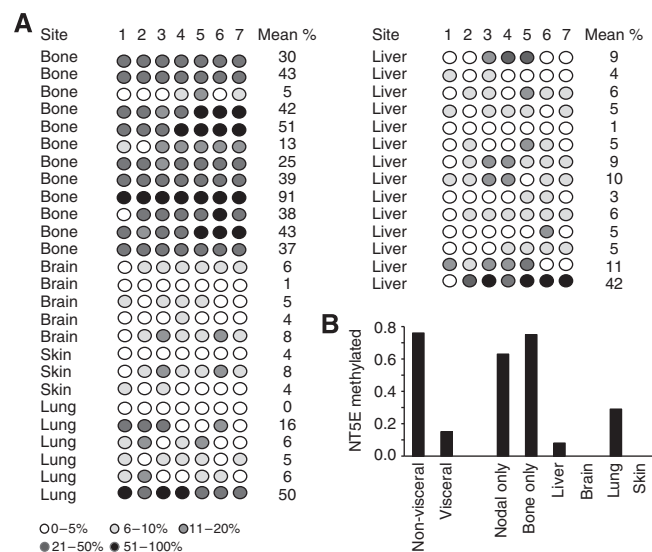 A
Site 1 2 3 4 5 6 7 Mean %
Bone 30
Bone 43
Bone 5
Bone 42
Bone 51
Bone 13
Bone 25
Bone 39
Bone 91
Bone 38
Bone 43
Bone 37
Brain 6
Brain 1
Brain 5
Brain 4
Brain 8
Skin 4
Skin 8
Skin 4
Lung 0
Lung 16
Lung 6
Lung 5
Lung 6
Lung 50
0–5% 6–10% 11–20%
21–50% 51–100%
Site 1 2 3 4 5 6 7 Mean %
Liver 9
Liver 4
Liver 6
Liver 5
Liver 1
Liver 5
Liver 9
Liver 10
Liver 3
Liver 6
Liver 5
Liver 5
Liver 11
Liver 42
B
NT5E methylated
0.8
0.6
0.4
0.2
0.0
Non-visceral
Visceral
Nodal only
Bone only
Liver
Brain
Lung
Skin